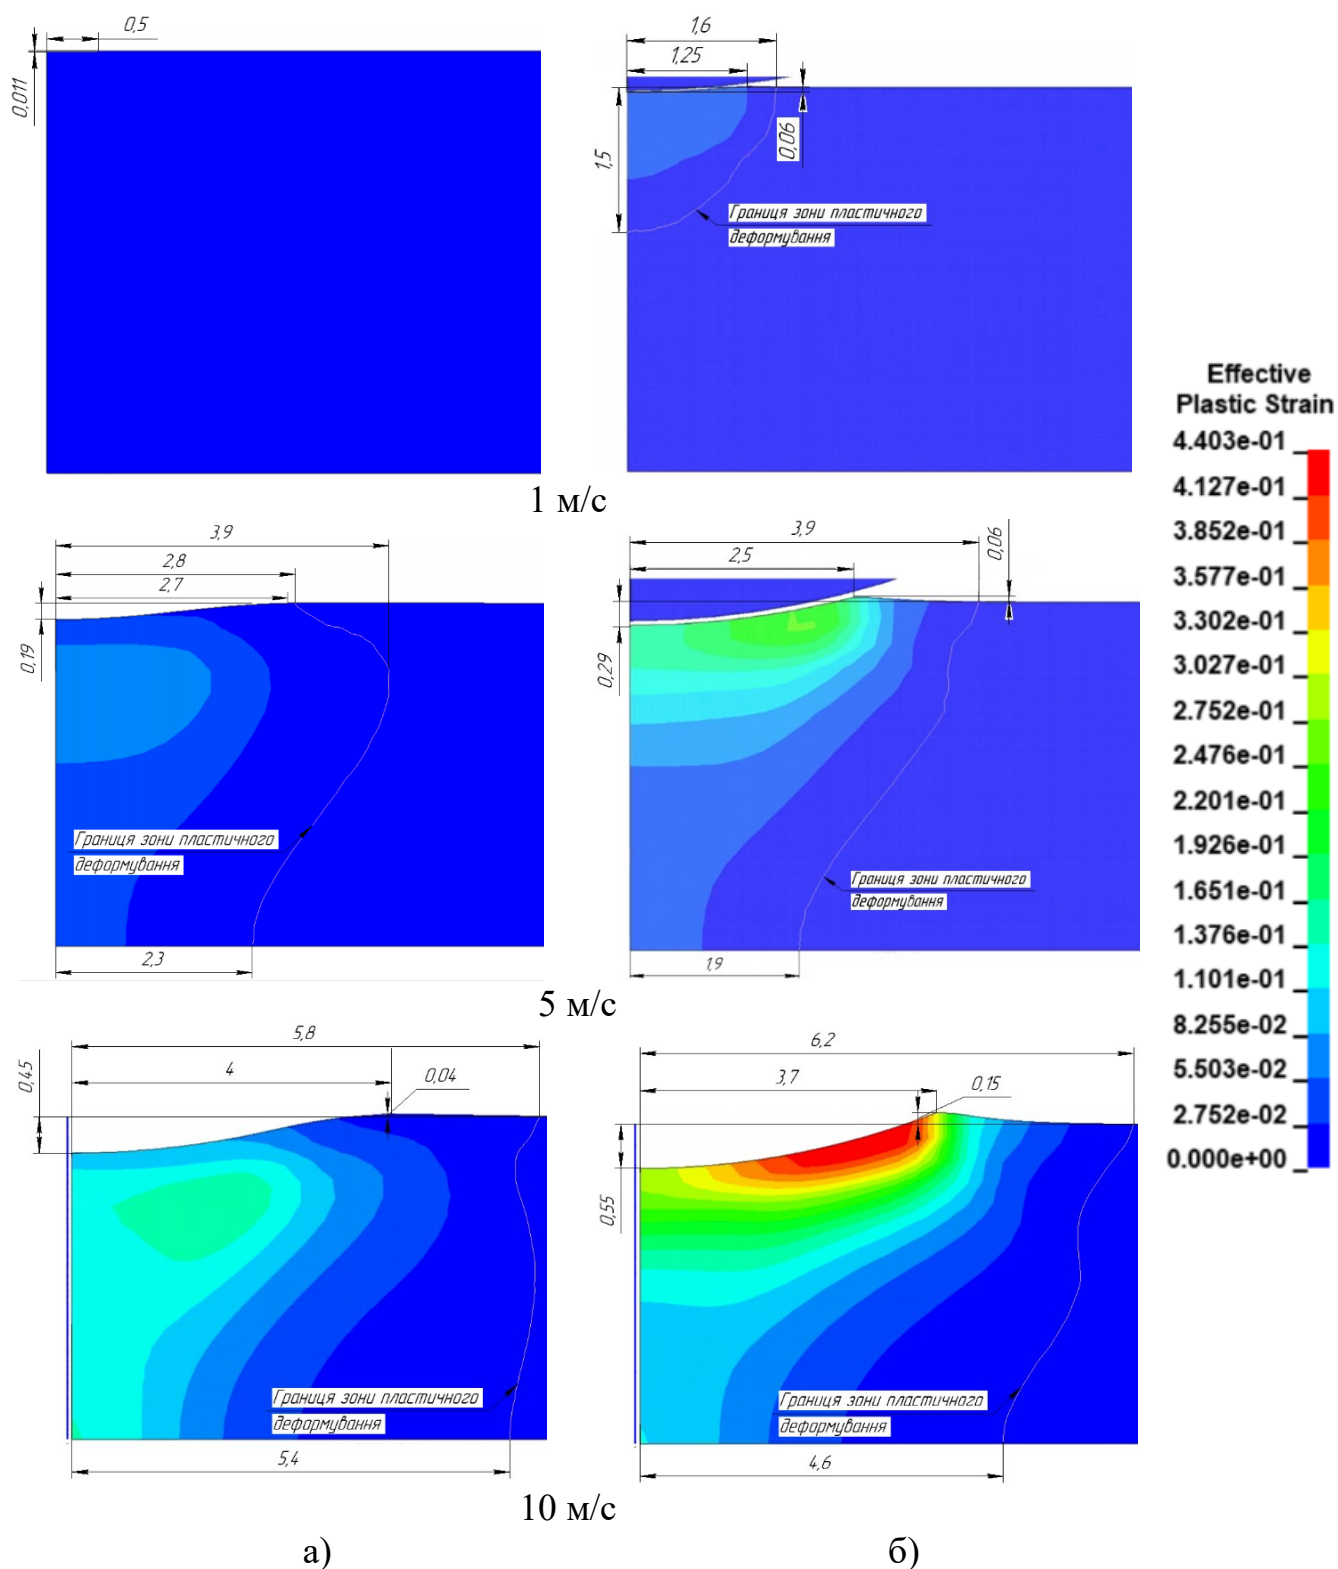 0,5
0,011
1,6
1,25
1,5
0,06
Границя зони пластичного
деформування
1 м/с
3,9
2,8
2,7
0,19
Границя зони пластичного
деформування
2,3
3,9
2,5
0,06
0,29
Границя зони пластичного
деформування
1,9
5 м/с
5,8
4
0,04
0,45
Границя зони пластичного
деформування
5,4
6,2
3,7
0,15
0,55
Границя зони пластичного
деформування
4,6
10 м/с
а)
б)
Effective
Plastic Strain
4.403e-01
4.127e-01
3.852e-01
3.577e-01
3.302e-01
3.027e-01
2.752e-01
2.476e-01
2.201e-01
1.926e-01
1.651e-01
1.376e-01
1.101e-01
8.255e-02
5.503e-02
2.752e-02
0.000e+00